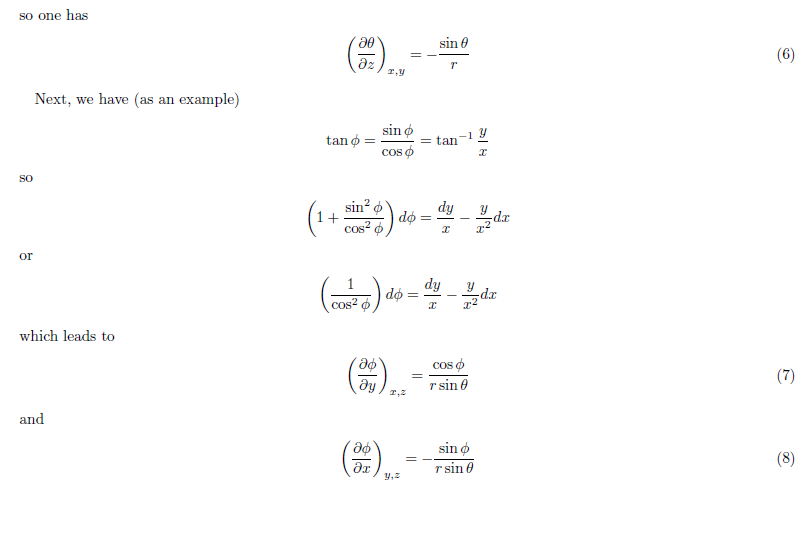 so one has
$$\left(\frac{\partial\theta}{\partial z}\right)_{x,y} = -\frac{\sin\theta}{r} \quad (6)$$
Next, we have (as an example)
$$\tan\phi = \frac{\sin\phi}{\cos\phi} = \tan^{-1}\frac{y}{x}$$
so
$$\left(1 + \frac{\sin^2\phi}{\cos^2\phi}\right)d\phi = \frac{dy}{x} - \frac{y}{x^2}dx$$
or
$$\left(\frac{1}{\cos^2\phi}\right)d\phi = \frac{dy}{x} - \frac{y}{x^2}dx$$
which leads to
$$\left(\frac{\partial\phi}{\partial y}\right)_{x,z} = \frac{\cos\phi}{r\sin\theta} \quad (7)$$
and
$$\left(\frac{\partial\phi}{\partial x}\right)_{y,z} = -\frac{\sin\phi}{r\sin\theta} \quad (8)$$